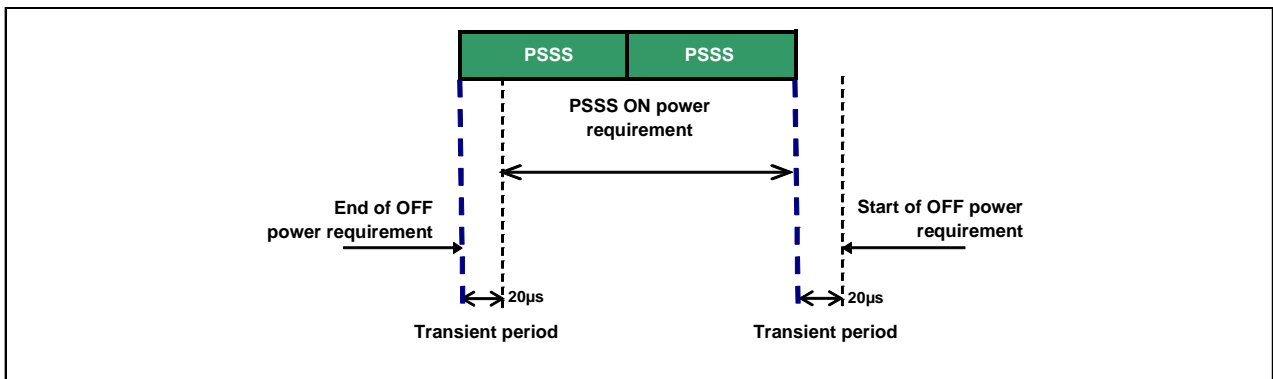 PSSS PSSS
PSSS ON power
requirement
End of OFF
power requirement
Start of OFF power
requirement
20µs
20µs
Transient period
Transient period